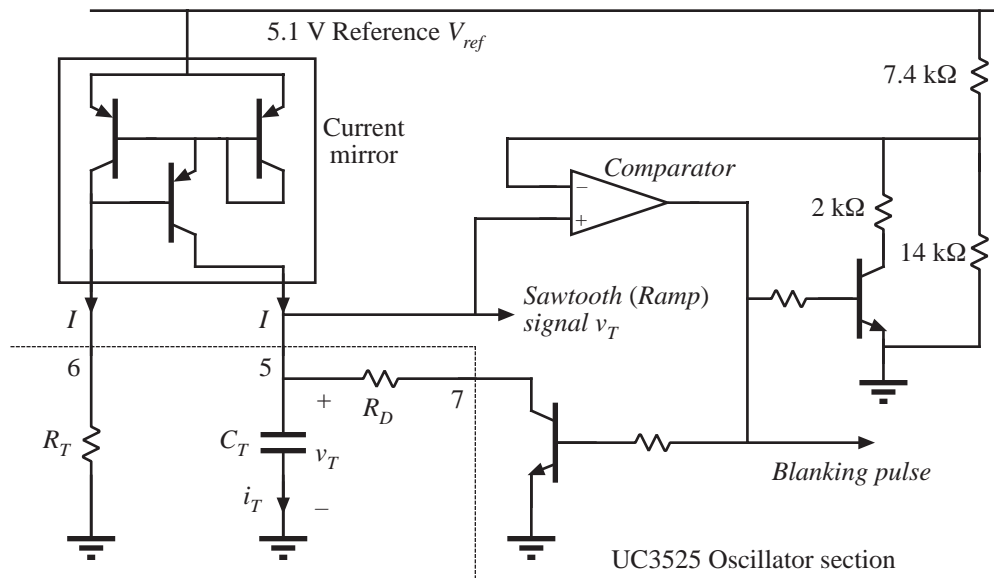 5.1 V Reference V_ref
7.4 kΩ
Current
mirror
Comparator
−
+
2 kΩ
14 kΩ
I
I
Sawtooth (Ramp)
signal v_T
6
5
7
+
R_D
R_T
C_T
v_T
i_T
−
Blanking pulse
UC3525 Oscillator section